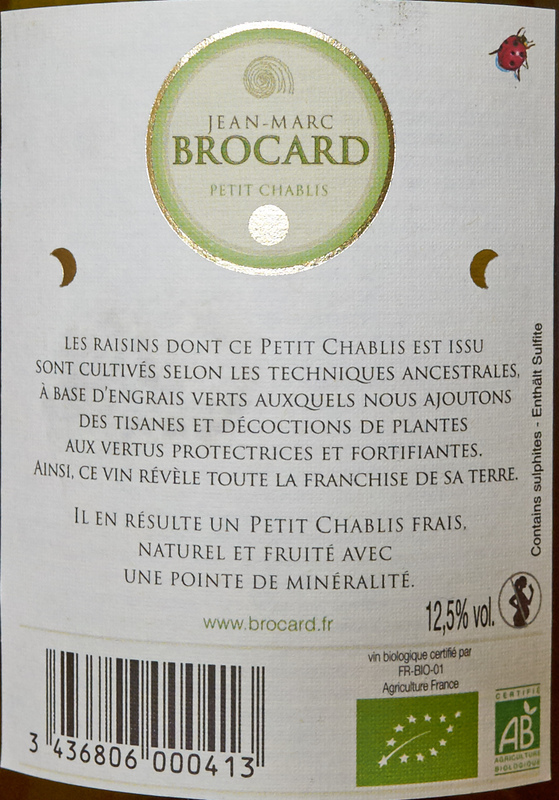 JEAN-MARC
BROCARD
PETIT CHABLIS
LES RAISINS DONT CE PETIT CHABLIS EST ISSU
SONT CULTIVÉS SELON LES TECHNIQUES ANCESTRALES,
À BASE D'ENGRAIS VERTS AUXQUELS NOUS AJOUTONS
DES TISANES ET DÉCOCTIONS DE PLANTES
AUX VERTUS PROTECTRICES ET FORTIFIANTES.
AINSI, CE VIN RÉVÈLE TOUTE LA FRANCHISE DE SA TERRE.
IL EN RÉSULTE UN PETIT CHABLIS FRAIS,
NATUREL ET FRUITÉ AVEC
UNE POINTE DE MINÉRALITÉ.
Contains sulphites - Enthält Sulfite
www.brocard.fr
12,5% vol.
vin biologique certifié par
FR-BIO-01
Agriculture France
3 436806 000413
CERTIFIÉ
AB
AGRICULTURE
BIOLOGIQUE